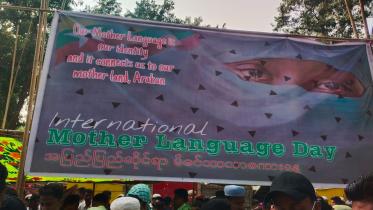 Our Mother Language is
our identity
and it connects us to our
mother-land, Arakan
International
Mother Language Day
အပြည်ပြည်ဆိုင်ရာ မိခင်ဘာသာစကားနေ့